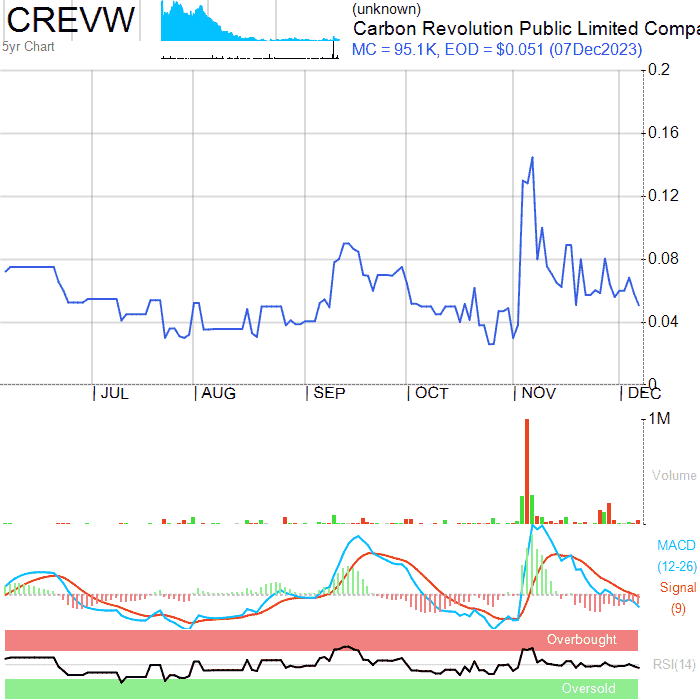 CREVW
5yr Chart
(unknown)
Carbon Revolution Public Limited Compa
MC = 95.1K, EOD = $0.051 (07Dec2023)
0.2
0.16
0.12
0.08
0.04
0
JUL AUG SEP OCT NOV DEC
1M
Volume
MACD
(12-26)
Signal
(9)
Overbought
RSI(14)
Oversold